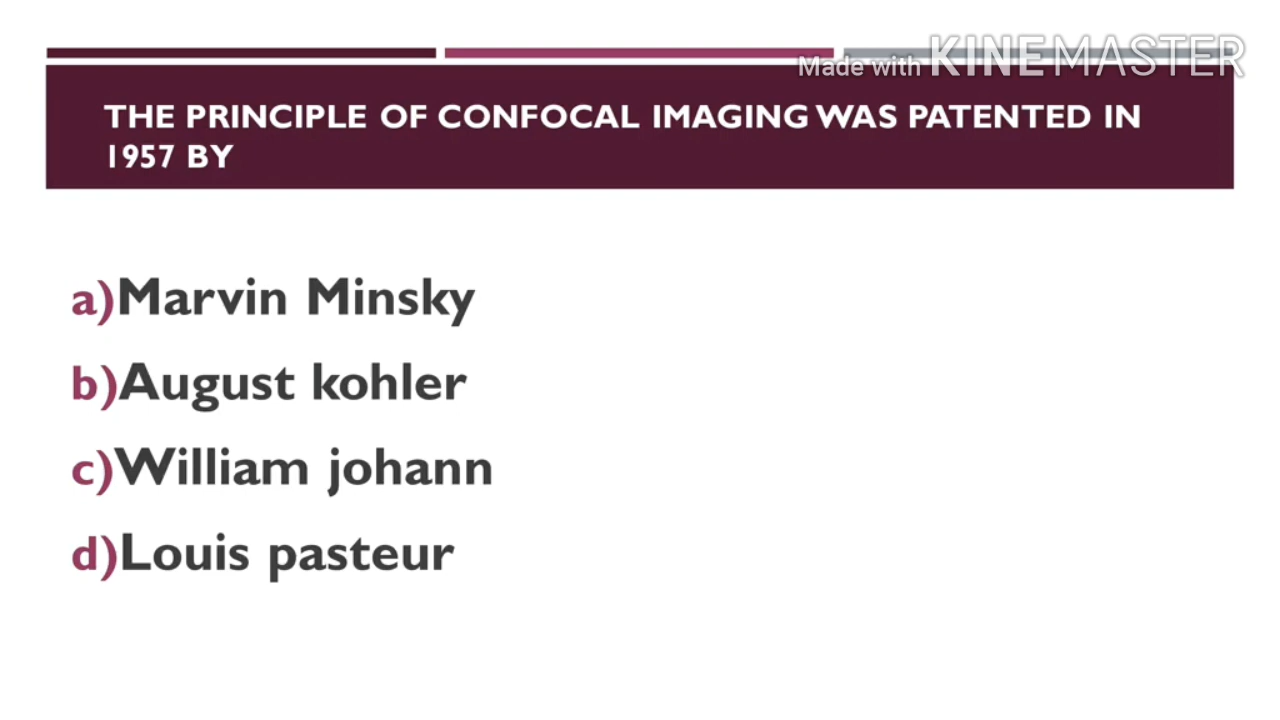 Made with KINEMASTER
THE PRINCIPLE OF CONFOCAL IMAGING WAS PATENTED IN
1957 BY
a)Marvin Minsky
b)August kohler
c)William johann
d)Louis pasteur